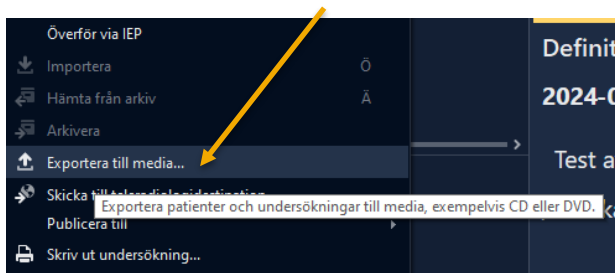 Överför via IEP
Importera Ö
Hämta från arkiv Ä
Arkivera
Exportera till media...
Skicka till teleradiologidestination
Exportera patienter och undersökningar till media, exempelvis CD eller DVD.
Publicera till
Skriv ut undersökning...
Definit
2024-0
Test a